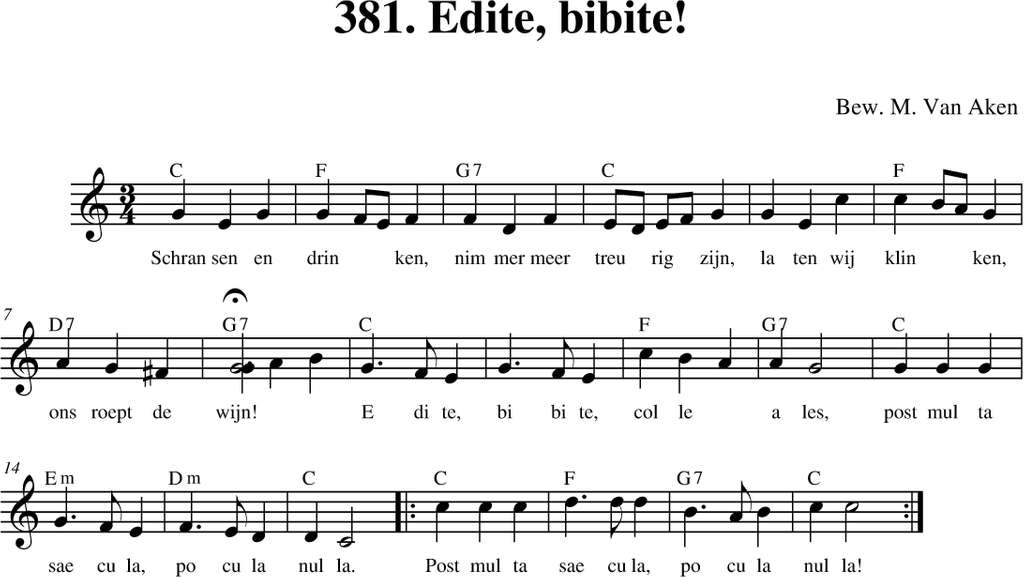 381. Edite, bibite!
Bew. M. Van Aken
C F G7 C F
3 4
Schran sen en drin ken, nim mer meer treu rig zijn, la ten wij klin ken,
7
D7 G7 C F G7 C
ons roept de wijn! E di te, bi bi te, col le a les, post mul ta
14
Em Dm C C F G7 C
sae cu la, po cu la nul la. Post mul ta sae cu la, po cu la nul la!